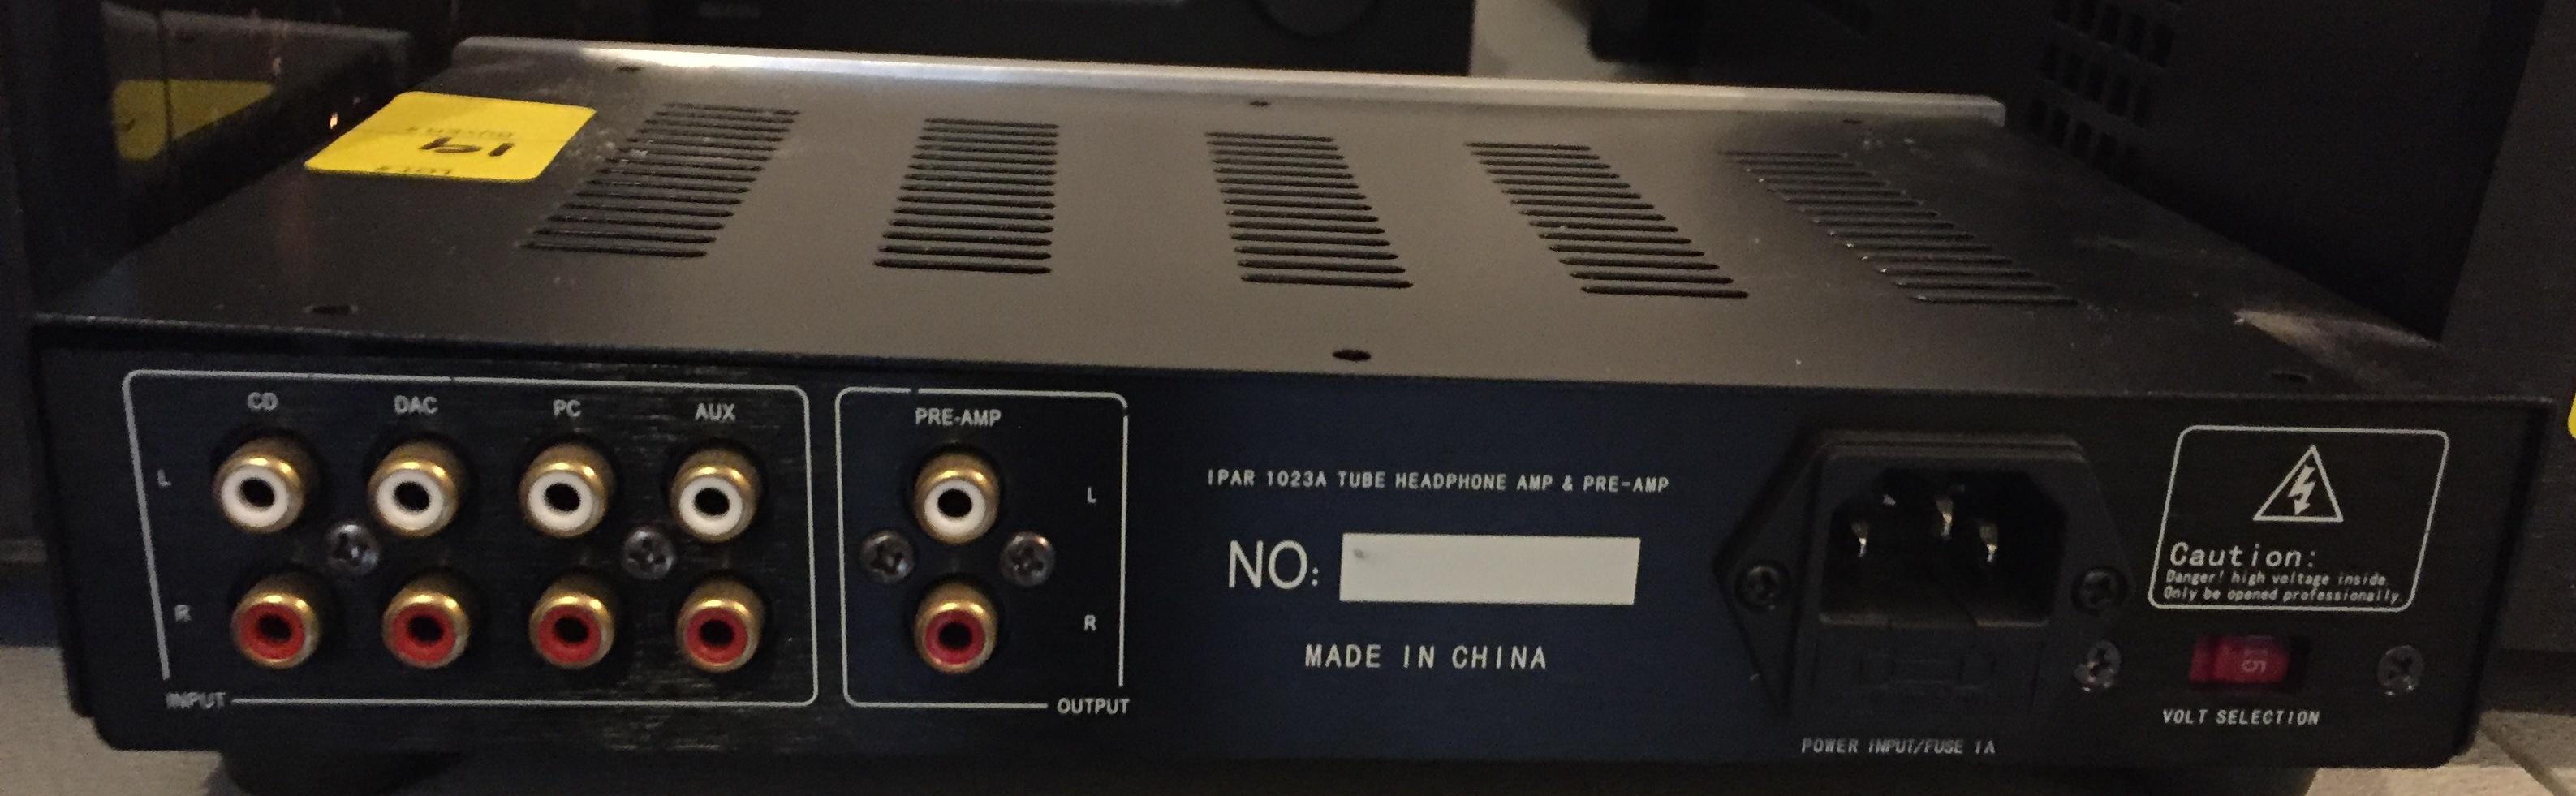 19
CD DAC PC AUX
L
R
INPUT
PRE-AMP
L
R
OUTPUT
IPAR 1023A TUBE HEADPHONE AMP & PRE-AMP
NO:
MADE IN CHINA
POWER INPUT/FUSE 1A
Caution:
Danger! high voltage inside
Only be opened professionally.
VOLT SELECTION